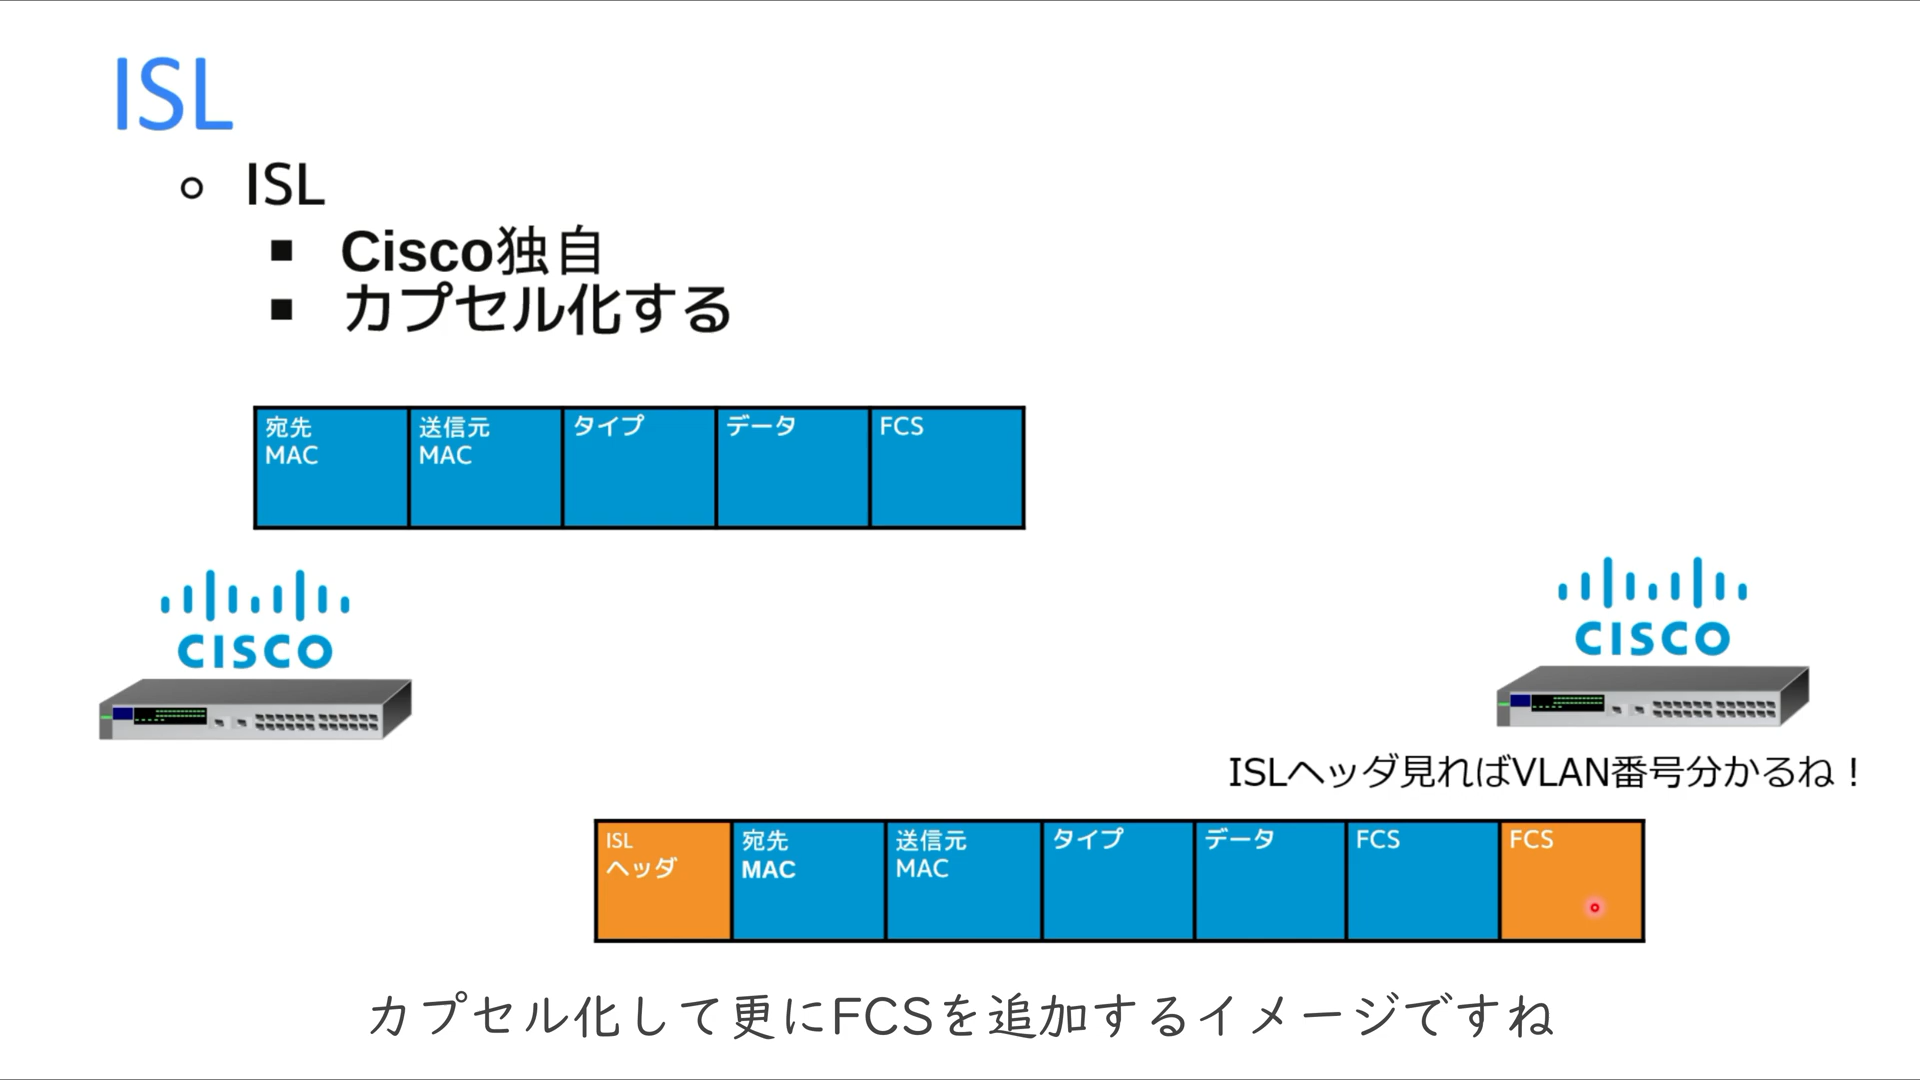 ISL
ISL
Cisco独自
カプセル化する
宛先
MAC
送信元
MAC
タイプ
データ
FCS
CISCO
CISCO
ISLヘッダ見ればVLAN番号分かるね！
ISL
ヘッダ
宛先
MAC
送信元
MAC
タイプ
データ
FCS
FCS
カプセル化して更にFCSを追加するイメージですね